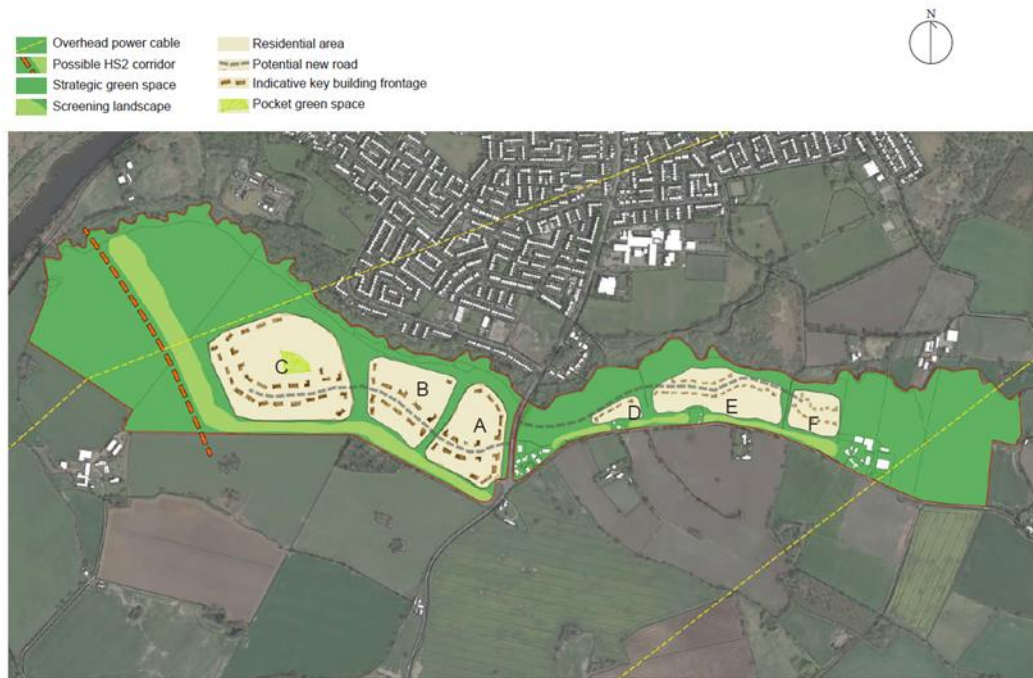 N
Overhead power cable
Possible HS2 corridor
Strategic green space
Screening landscape
Residential area
Potential new road
Indicative key building frontage
Pocket green space
C
B
A
D
E
F